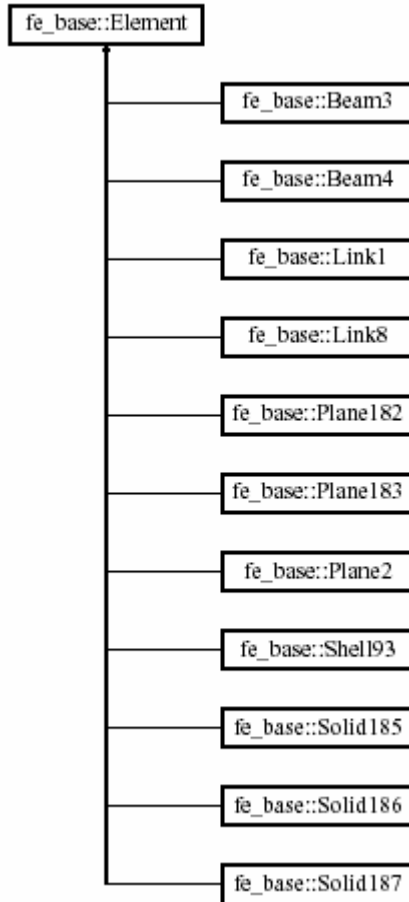 fe_base::Element
fe_base::Beam3
fe_base::Beam4
fe_base::Link1
fe_base::Link8
fe_base::Plane182
fe_base::Plane183
fe_base::Plane2
fe_base::Shell93
fe_base::Solid185
fe_base::Solid186
fe_base::Solid187